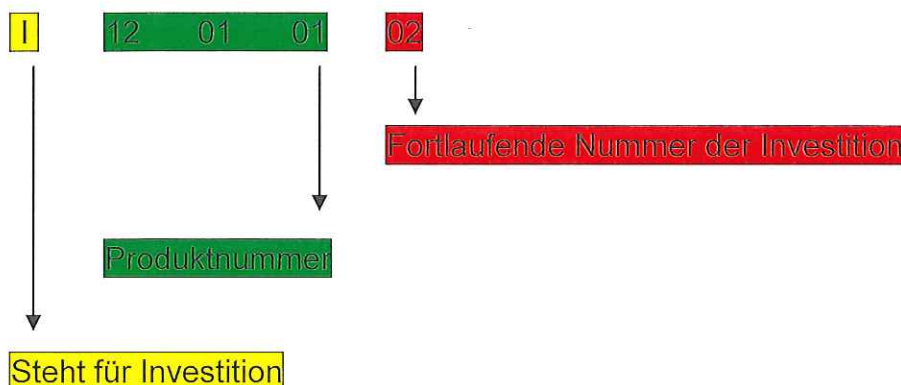 I 12 01 01 02
Fortlaufende Nummer der Investition
Produktnummer
Steht für Investition